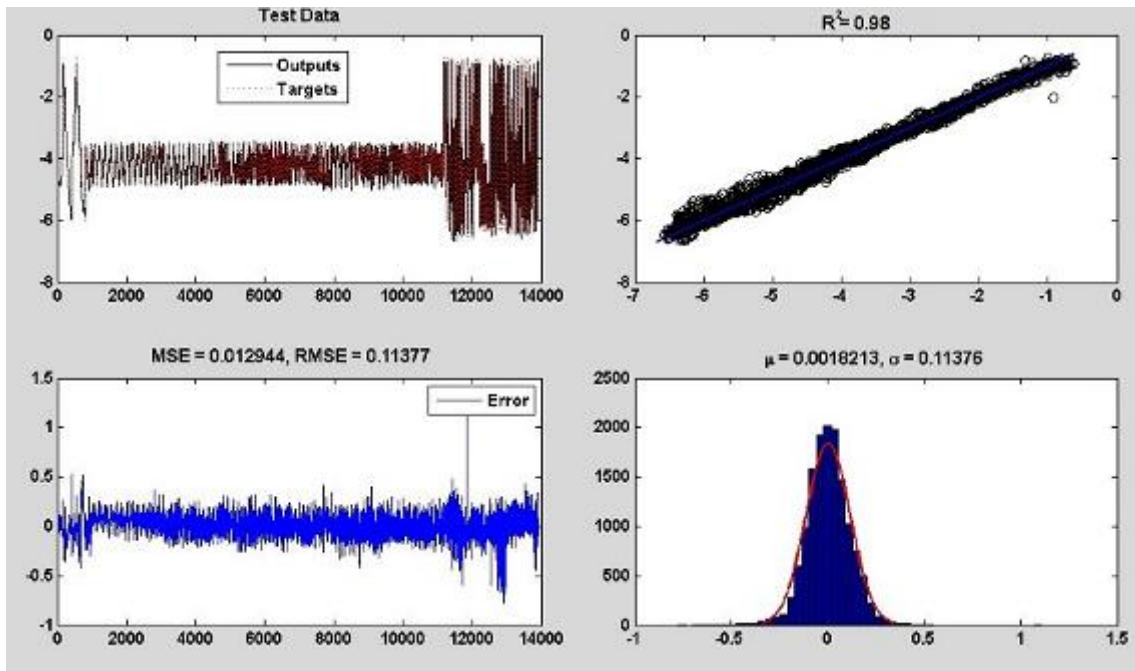 Test Data
0
-2
-4
-6
-8
0 2000 4000 6000 8000 10000 12000 14000
Outputs
Targets
R²= 0.98
0
-2
-4
-6
-8
-7 -6 -5 -4 -3 -2 -1 0
MSE = 0.012944, RMSE = 0.11377
1.5
1
0.5
0
-0.5
-1
0 2000 4000 6000 8000 10000 12000 14000
Error
μ = 0.0018213, σ = 0.11376
2500
2000
1500
1000
500
0
-1 -0.5 0 0.5 1 1.5